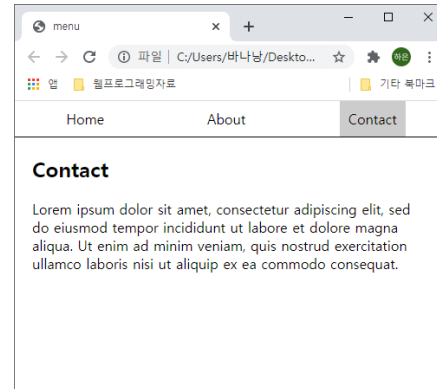 menu
파일 | C:/Users/바나낭/Deskto...
하은
앱 웹프로그래밍자료 기타 북마크
Home About Contact
Contact
Lorem ipsum dolor sit amet, consectetur adipiscing elit, sed
do eiusmod tempor incididunt ut labore et dolore magna
aliqua. Ut enim ad minim veniam, quis nostrud exercitation
ullamco laboris nisi ut aliquip ex ea commodo consequat.